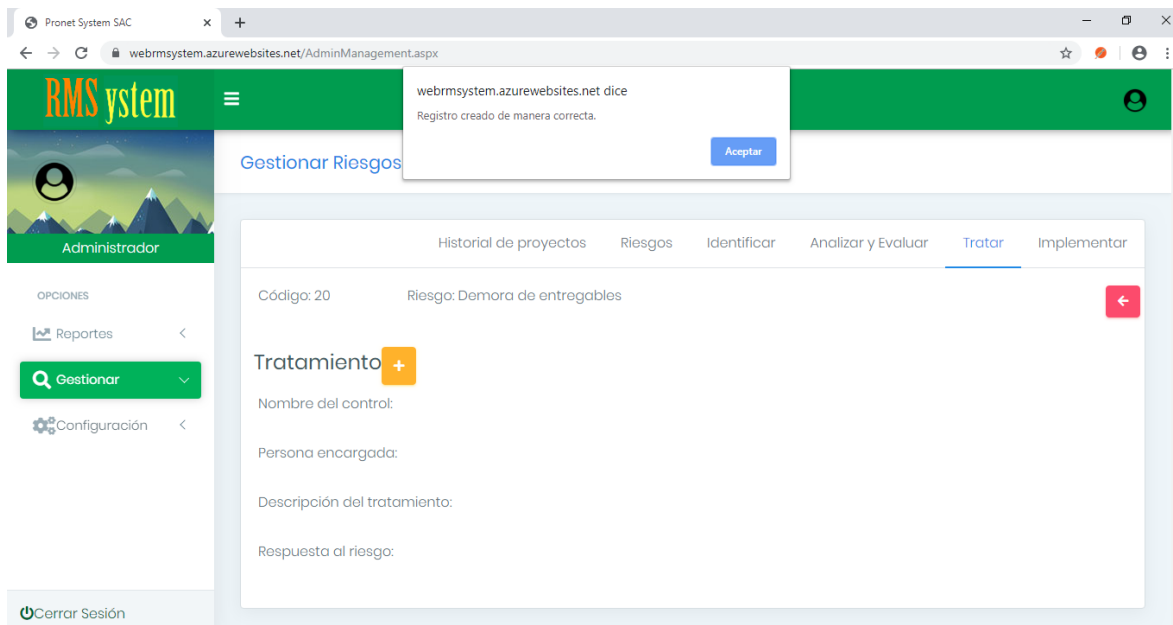 Pronet System SAC
webrmsystem.azurewebsites.net/AdminManagement.aspx
RMSystem
webrmsystem.azurewebsites.net dice
Registro creado de manera correcta.
Aceptar
Gestionar Riesgos
Administrador
Historial de proyectos Riesgos Identificar Analizar y Evaluar Tratar Implementar
OPCIONES
Reportes
Gestionar
Configuración
Cerrar Sesión
Código: 20 Riesgo: Demora de entregables
Tratamiento
Nombre del control:
Persona encargada:
Descripción del tratamiento:
Respuesta al riesgo: